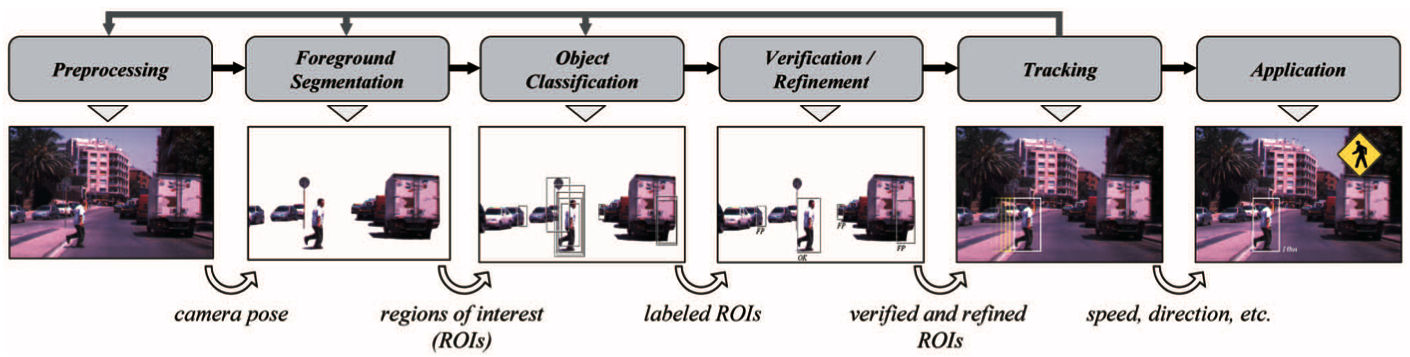 Preprocessing
Foreground
Segmentation
Object
Classification
Verification /
Refinement
Tracking
Application
FP
OK
FP
FP
camera pose
regions of interest
(ROIs)
labeled ROIs
verified and refined
ROIs
speed, direction, etc.